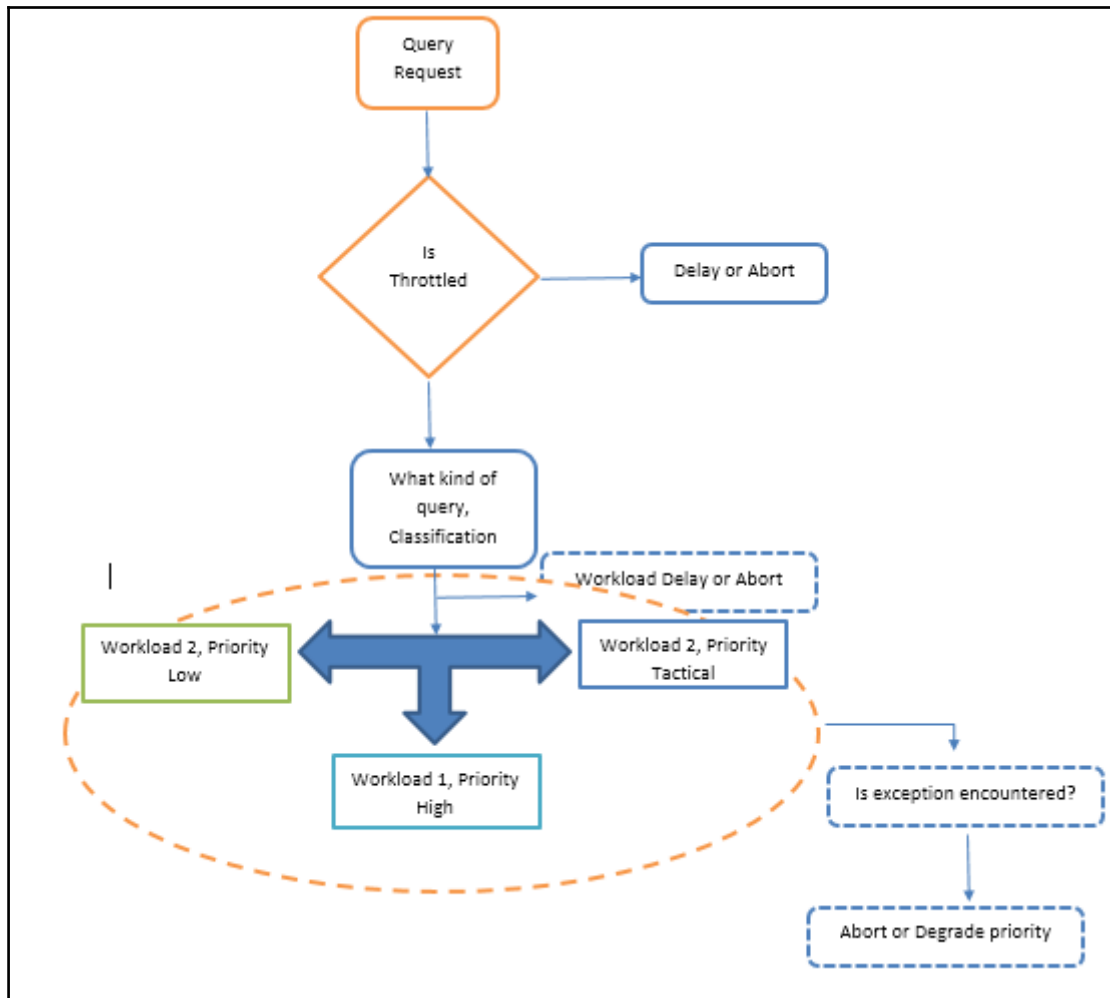 Query
Request
Is
Throttled
Delay or Abort
What kind of
query,
Classification
Workload Delay or Abort
Workload 2, Priority
Low
Workload 2, Priority
Tactical
Workload 1, Priority
High
Is exception encountered?
Abort or Degrade priority